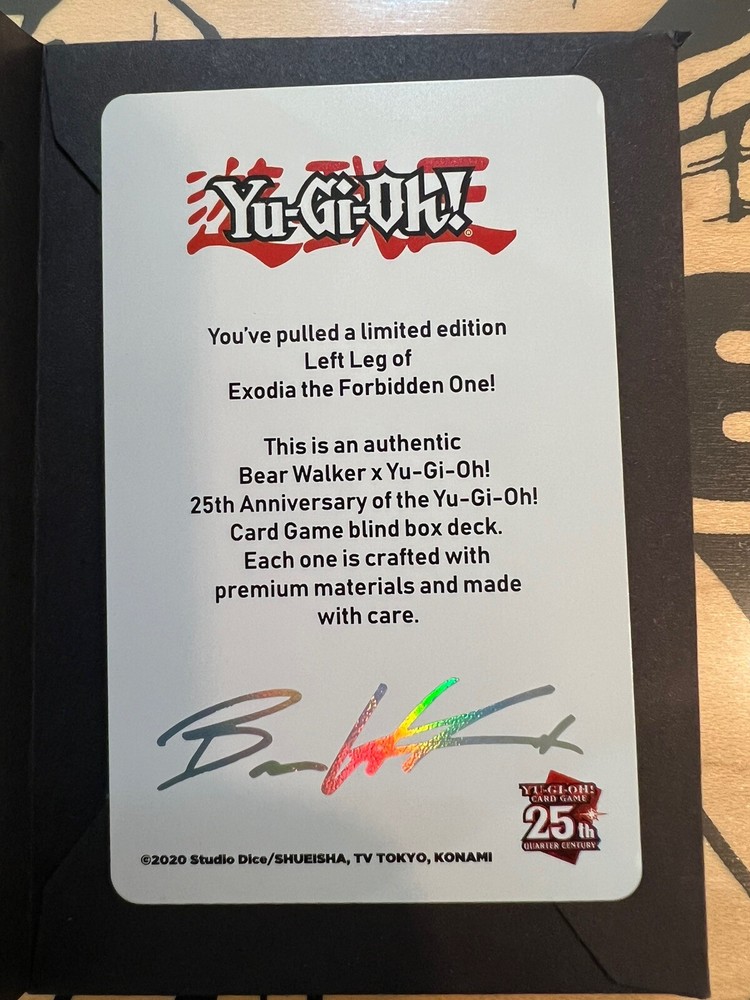 遊戯王
Yu-Gi-Oh!
®
You've pulled a limited edition
Left Leg of
Exodia the Forbidden One!
This is an authentic
Bear Walker x Yu-Gi-Oh!
25th Anniversary of the Yu-Gi-Oh!
Card Game blind box deck.
Each one is crafted with
premium materials and made
with care.
YU-GI-OH!
CARD GAME
25th
QUARTER CENTURY
©2020 Studio Dice/SHUEISHA, TV TOKYO, KONAMI